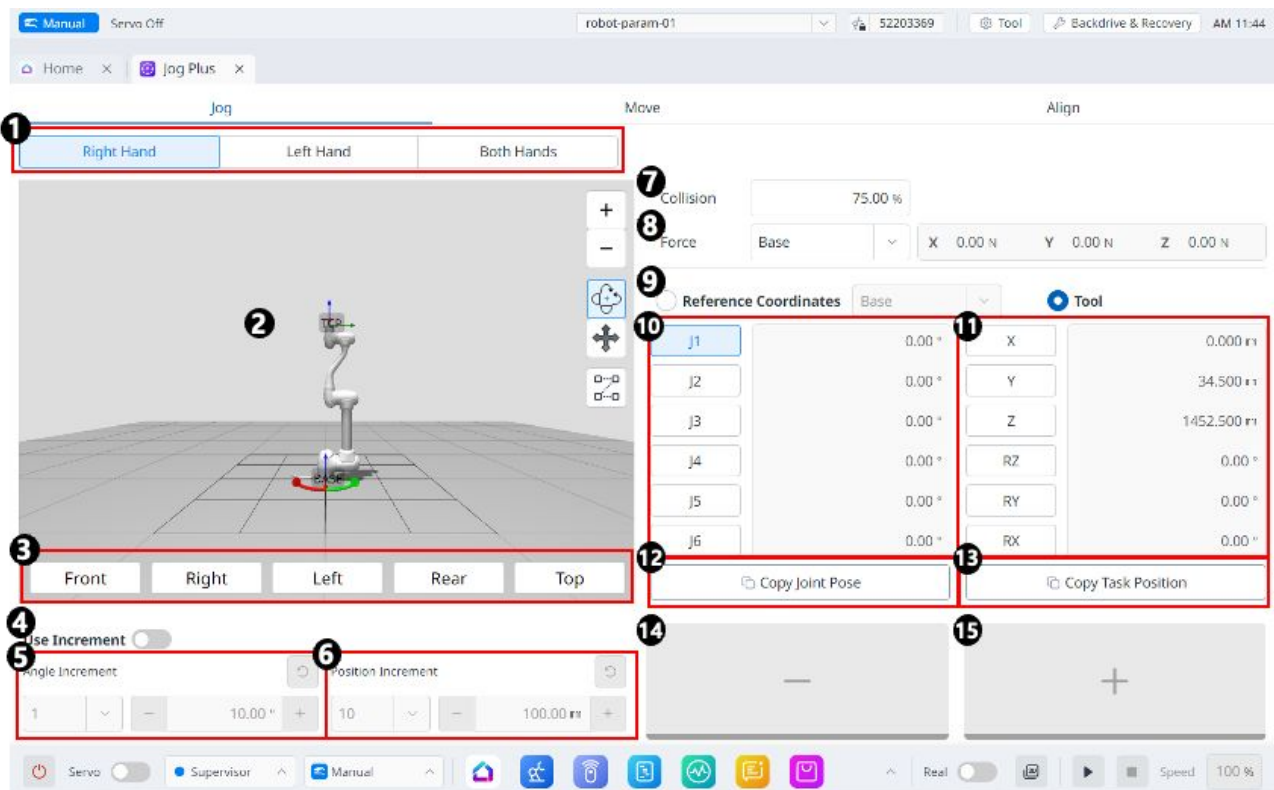 Manual Servo Off robot-param-01 52203369 Tool Backdrive & Recovery AM 11:44
Home × Jog Plus ×
Jog Move Align
1
Right Hand Left Hand Both Hands
7 Collision 75.00 %
8 Force Base X 0.00 N Y 0.00 N Z 0.00 N
9 Reference Coordinates Base Tool
2
TCP
BASE
10
J1 0.00 °
J2 0.00 °
J3 0.00 °
J4 0.00 °
J5 0.00 °
J6 0.00 °
11
X 0.000
Y 34.500
Z 1452.500
RZ 0.00 °
RY 0.00 °
RX 0.00 °
3
Front Right Left Rear Top
12 Copy Joint Pose
13 Copy Task Position
4 Use Increment
5 Angle Increment
1 − 10.00 ° +
6 Position Increment
10 − 100.00 +
14 −
15 +
Servo Supervisor Manual Real Speed 100 %